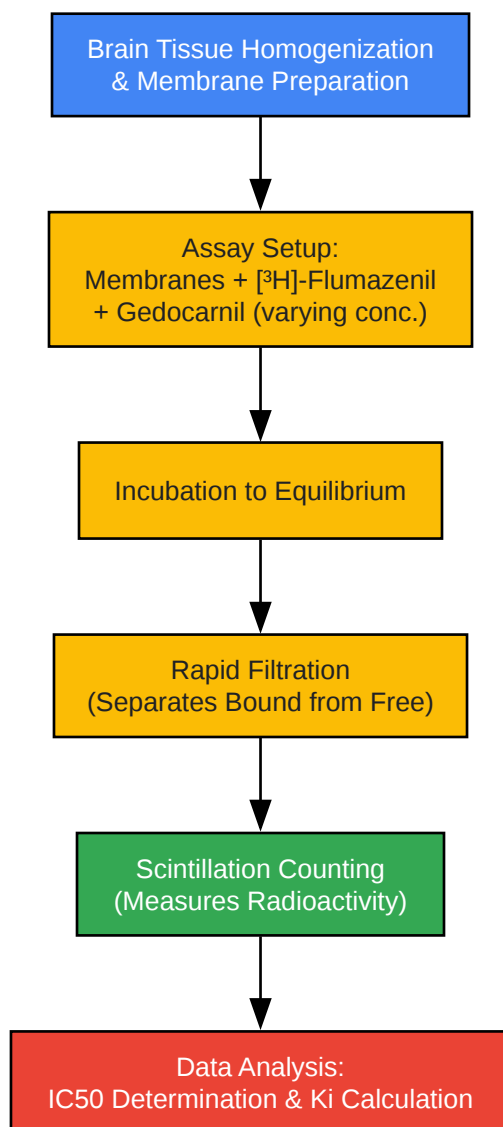 Brain Tissue Homogenization
& Membrane Preparation
Assay Setup:
Membranes + [³H]-Flumazenil
+ Gedocarnil (varying conc.)
Incubation to Equilibrium
Rapid Filtration
(Separates Bound from Free)
Scintillation Counting
(Measures Radioactivity)
Data Analysis:
IC50 Determination & Ki Calculation